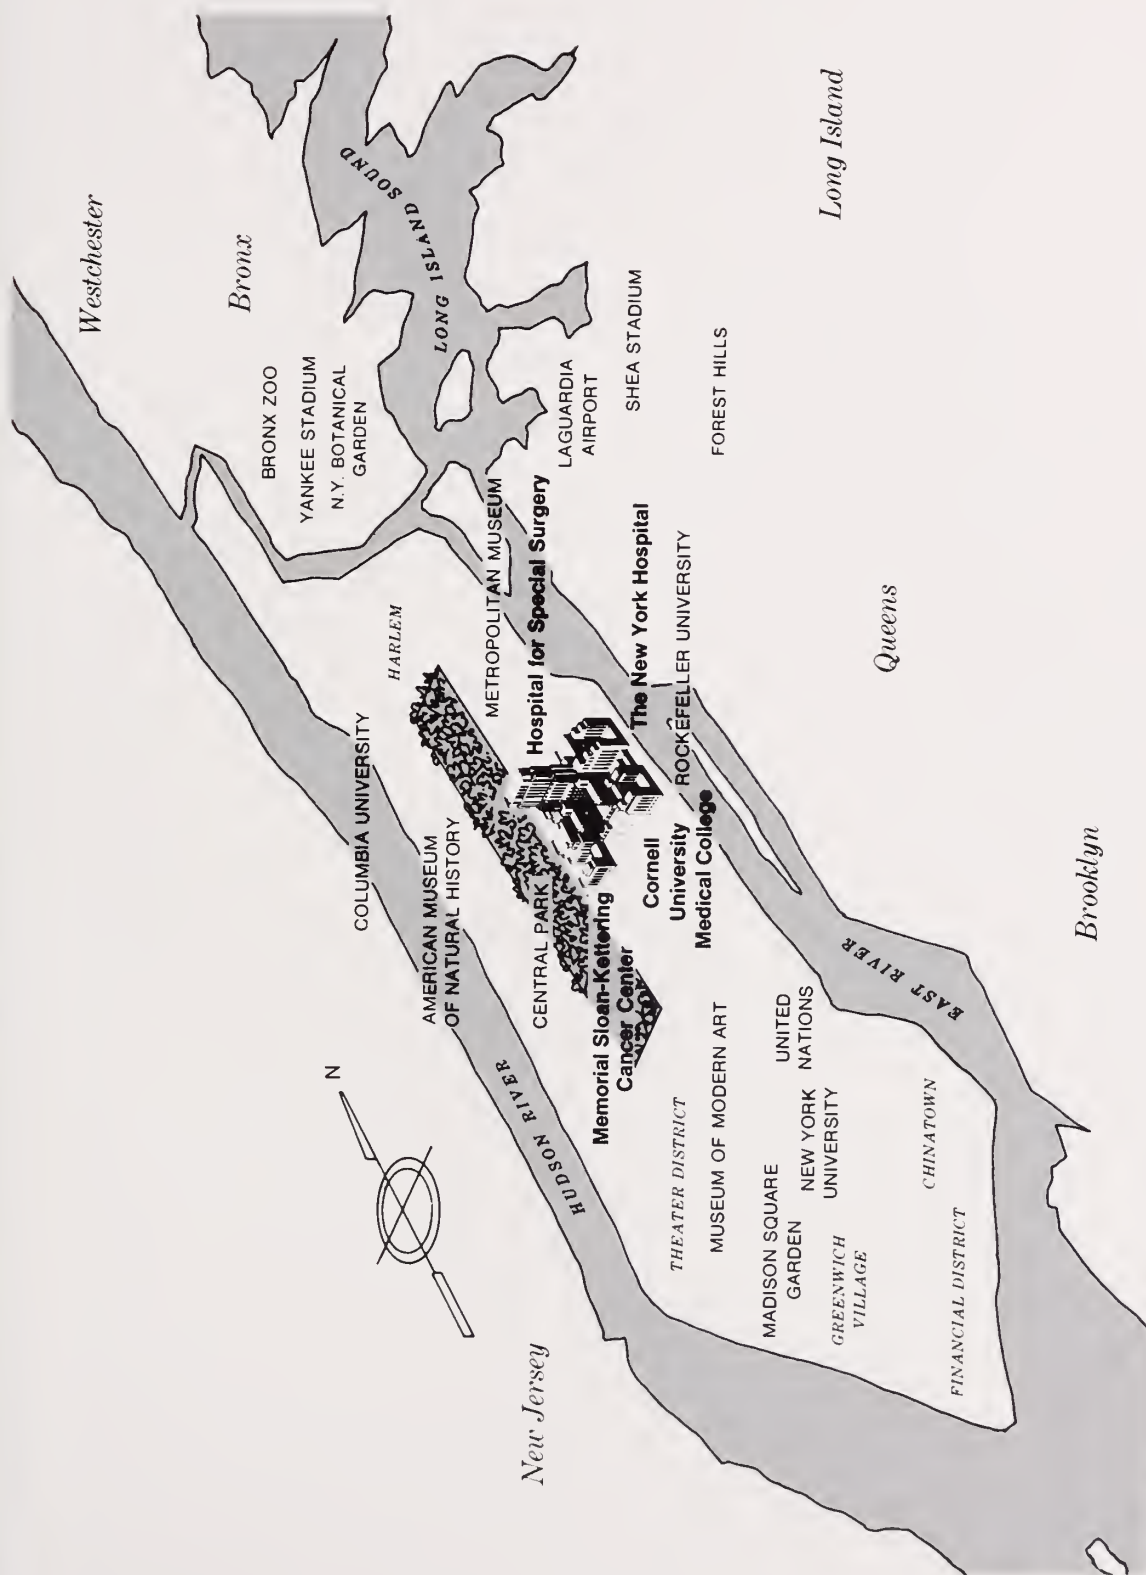 Westchester
Bronx
BRONX ZOO
YANKEE STADIUM
N.Y. BOTANICAL
GARDEN
LONG ISLAND SOUND
N
HARLEM
COLUMBIA UNIVERSITY
AMERICAN MUSEUM
OF NATURAL HISTORY
METROPOLITAN MUSEUM
Hospital for Special Surgery
LAGUARDIA
AIRPORT
SHEA STADIUM
HUDSON RIVER
CENTRAL PARK
Memorial Sloan-Kettering
Cancer Center
The New York Hospital
Cornell
University
Medical College
ROCKEFELLER UNIVERSITY
FOREST HILLS
New Jersey
THEATER DISTRICT
MUSEUM OF MODERN ART
MADISON SQUARE
GARDEN
UNITED
NATIONS
NEW YORK
UNIVERSITY
GREENWICH
VILLAGE
EAST RIVER
Long Island
Queens
CHINATOWN
FINANCIAL DISTRICT
Brooklyn